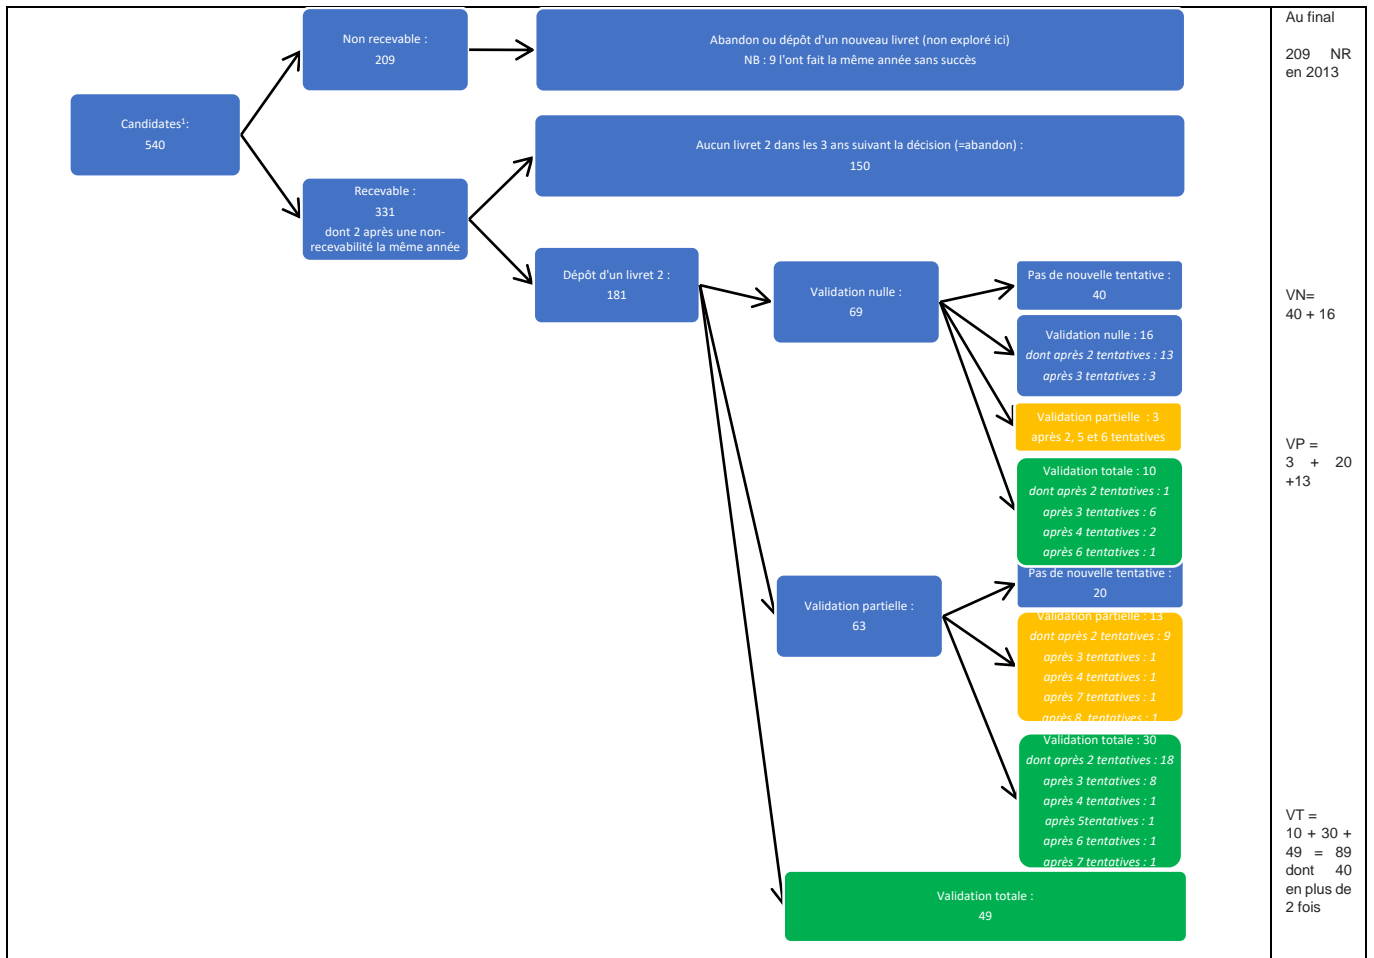 Non recevable :
209
Abandon ou dépôt d'un nouveau livret (non exploré ici)
NB : 9 l'ont fait la même année sans succès
Candidates¹:
540
Aucun livret 2 dans les 3 ans suivant la décision (=abandon) :
150
Recevable :
331
dont 2 après une non-
recevabilité la même année
Dépôt d'un livret 2 :
181
Validation nulle :
69
Pas de nouvelle tentative :
40
Validation nulle : 16
dont après 2 tentatives : 13
après 3 tentatives : 3
Validation partielle : 3
après 2, 5 et 6 tentatives
Validation totale : 10
dont après 2 tentatives : 1
après 3 tentatives : 6
après 4 tentatives : 2
après 6 tentatives : 1
Validation partielle :
63
Pas de nouvelle tentative :
20
Validation partielle : 13
dont après 2 tentatives : 9
après 3 tentatives : 1
après 4 tentatives : 1
après 7 tentatives : 1
après 8 tentatives : 1
Validation totale : 30
dont après 2 tentatives : 18
après 3 tentatives : 8
après 4 tentatives : 1
après 5tentatives : 1
après 6 tentatives : 1
après 7 tentatives : 1
Validation totale :
49
Au final
209 NR
en 2013
VN=
40 + 16
VP =
3 + 20
+13
VT =
10 + 30 +
49 = 89
dont 40
en plus de
2 fois